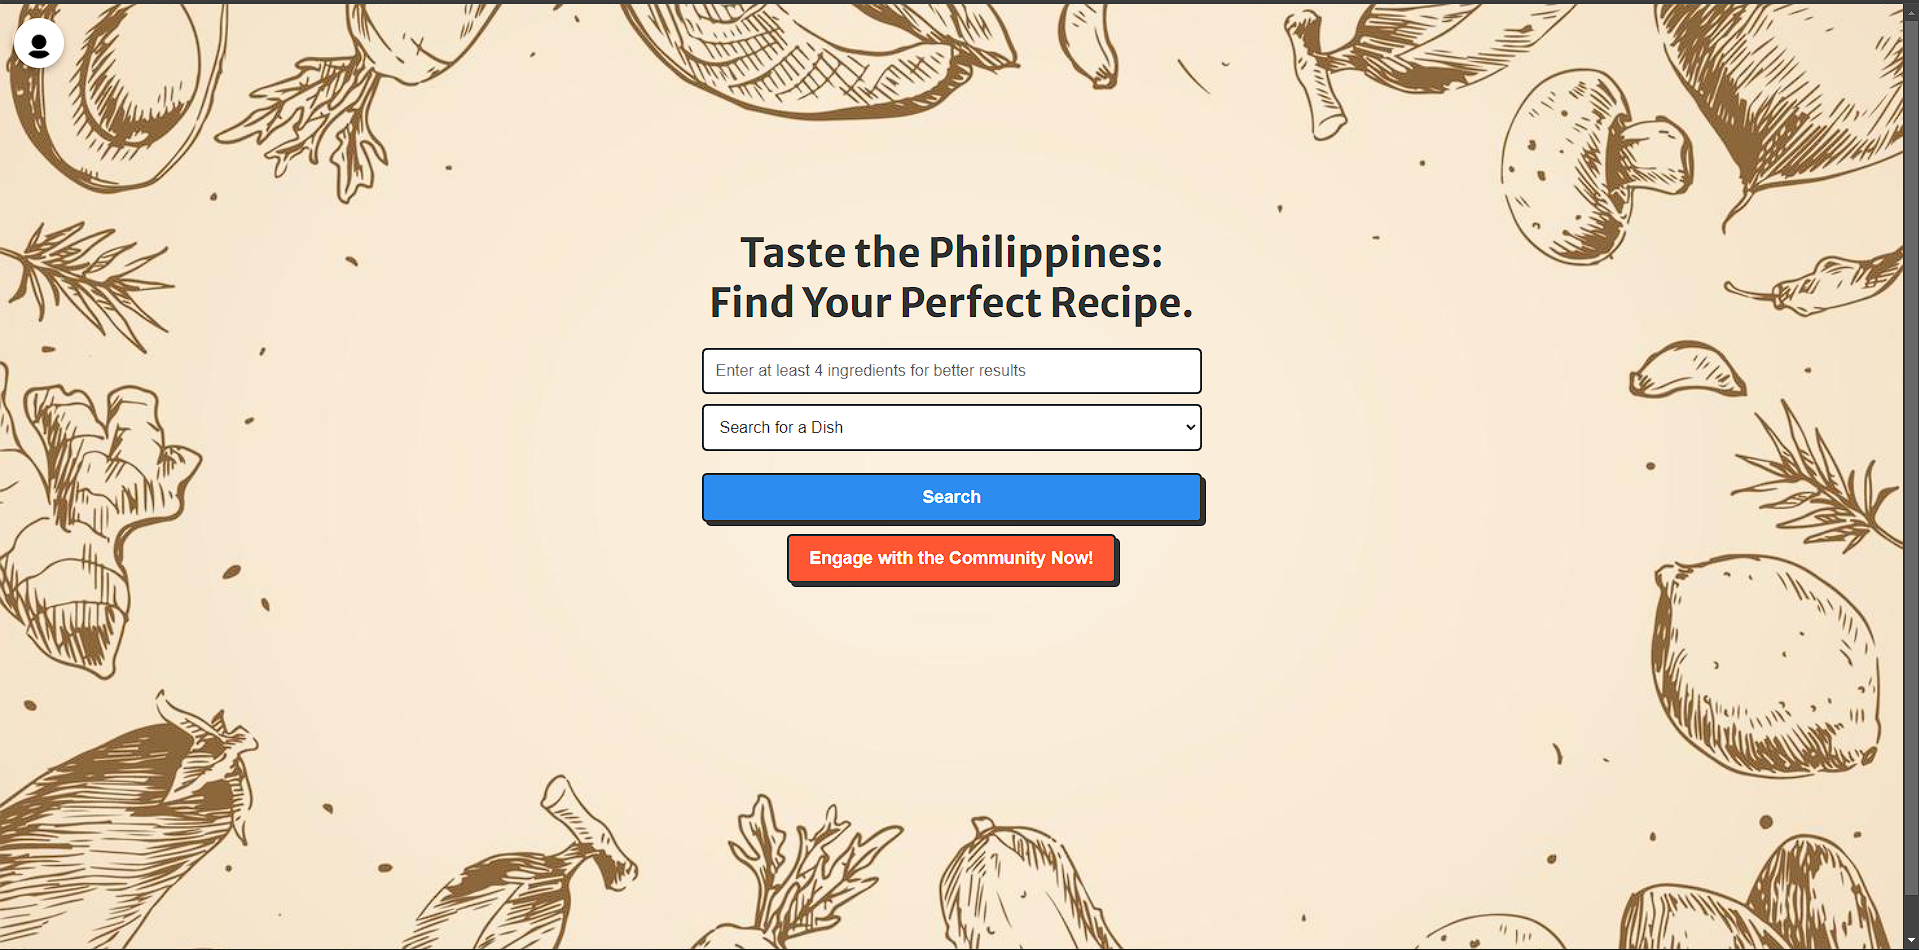 Taste the Philippines:
Find Your Perfect Recipe.
Enter at least 4 ingredients for better results
Search for a Dish
Search
Engage with the Community Now!